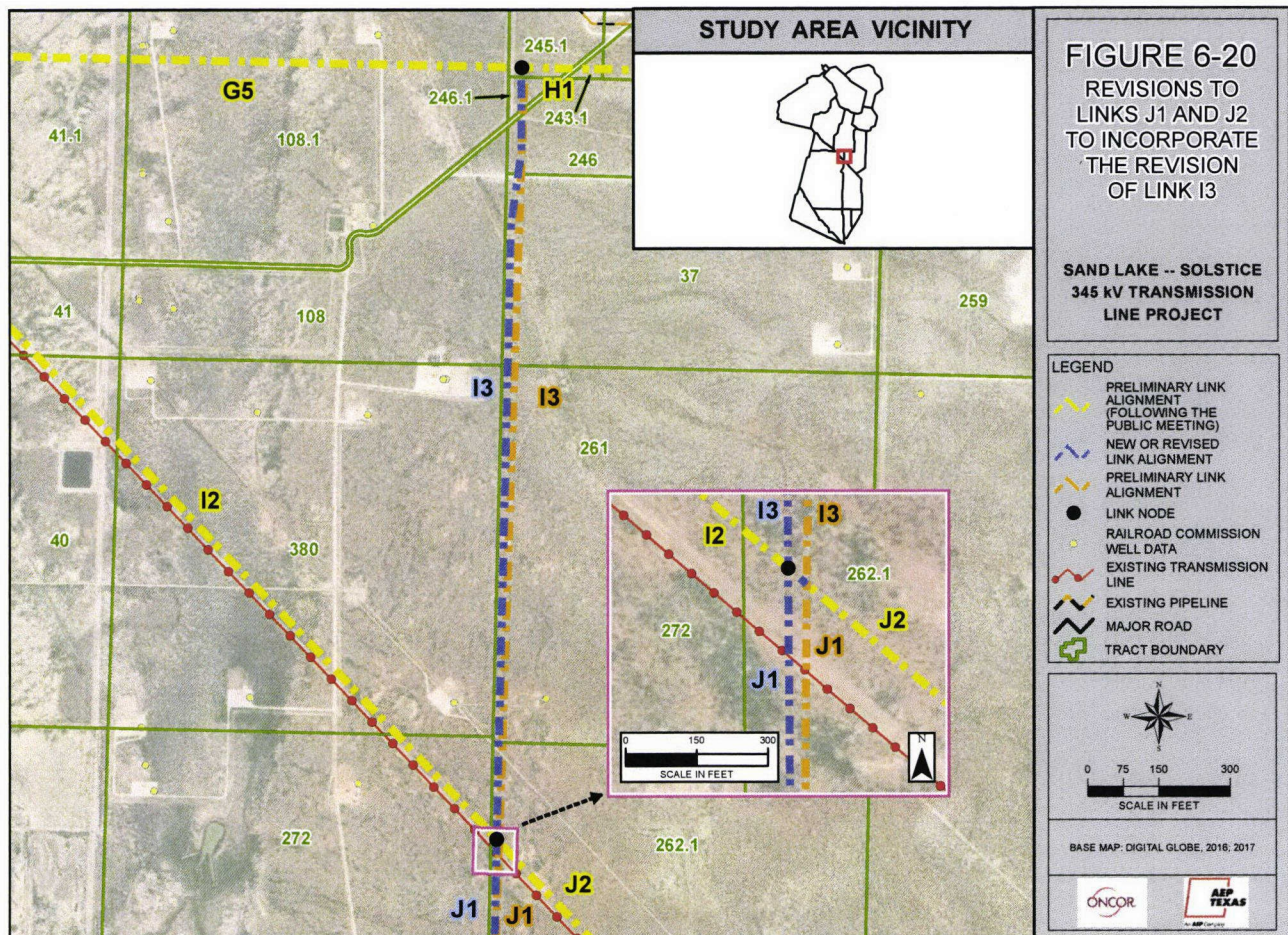 STUDY AREA VICINITY
FIGURE 6-20
REVISIONS TO
LINKS J1 AND J2
TO INCORPORATE
THE REVISION
OF LINK I3
SAND LAKE -- SOLSTICE
345 kV TRANSMISSION
LINE PROJECT
LEGEND
PRELIMINARY LINK
ALIGNMENT
(FOLLOWING THE
PUBLIC MEETING)
NEW OR REVISED
LINK ALIGNMENT
PRELIMINARY LINK
ALIGNMENT
LINK NODE
RAILROAD COMMISSION
WELL DATA
EXISTING TRANSMISSION
LINE
EXISTING PIPELINE
MAJOR ROAD
TRACT BOUNDARY
N
W E
S
0 75 150 300
SCALE IN FEET
BASE MAP: DIGITAL GLOBE, 2016; 2017
ONCOR
AEP
TEXAS
An AEP Company
245.1
G5
246.1
H1
243.1
41.1
108.1
246
37
259
41
108
I3
I3
261
I2
40
380
I3
I3
I2
262.1
J2
272
J1
J1
0 150 300
SCALE IN FEET
N
272
262.1
J2
J1
J1